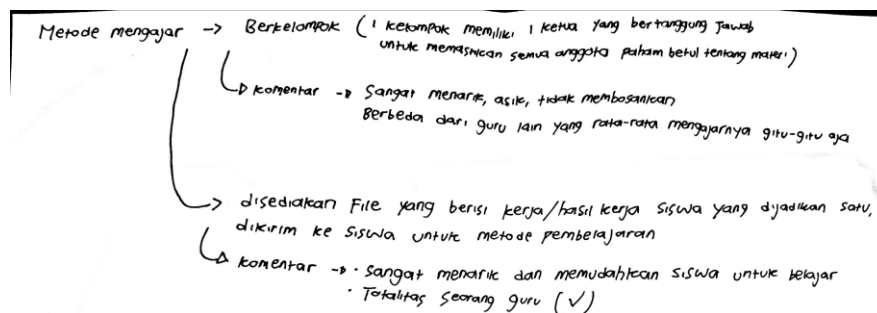 Metode mengajar -> Berkelompok ( 1 kelompok memiliki 1 ketua yang bertanggung jawab
untuk memastikan semua anggota paham betul tentang materi )
komentar -> Sangat menarik, asik, tidak membosankan
Berbeda dari guru lain yang rata-rata mengajarnya gitu-gitu aja
-> disediakan File yang berisi kerja/hasil kerja siswa yang dijadikan satu,
dikirim ke siswa untuk metode pembelajaran
komentar -> • Sangat menarik dan memudahkan siswa untuk belajar
• Totalitas seorang guru (✓)